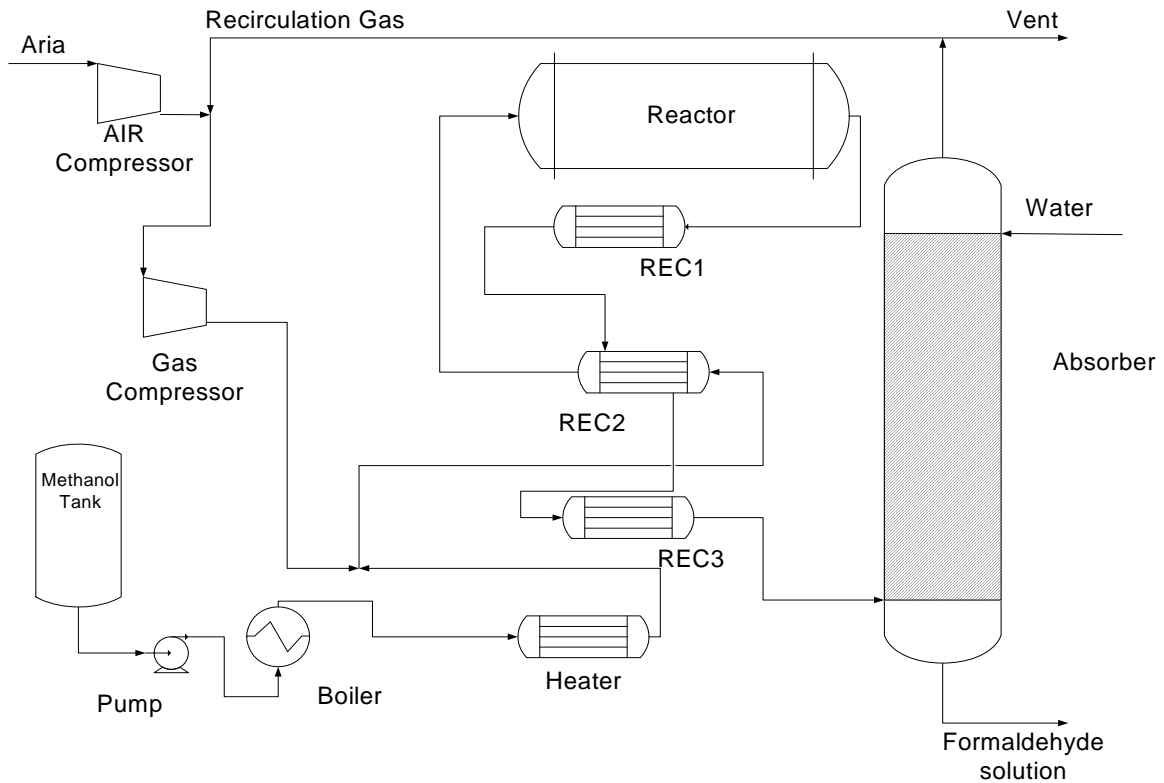 Recirculation Gas
Vent
Aria
Reactor
AIR
Compressor
Water
REC1
Gas
Compressor
Absorber
REC2
Methanol
Tank
REC3
Heater
Boiler
Pump
Formaldehyde
solution